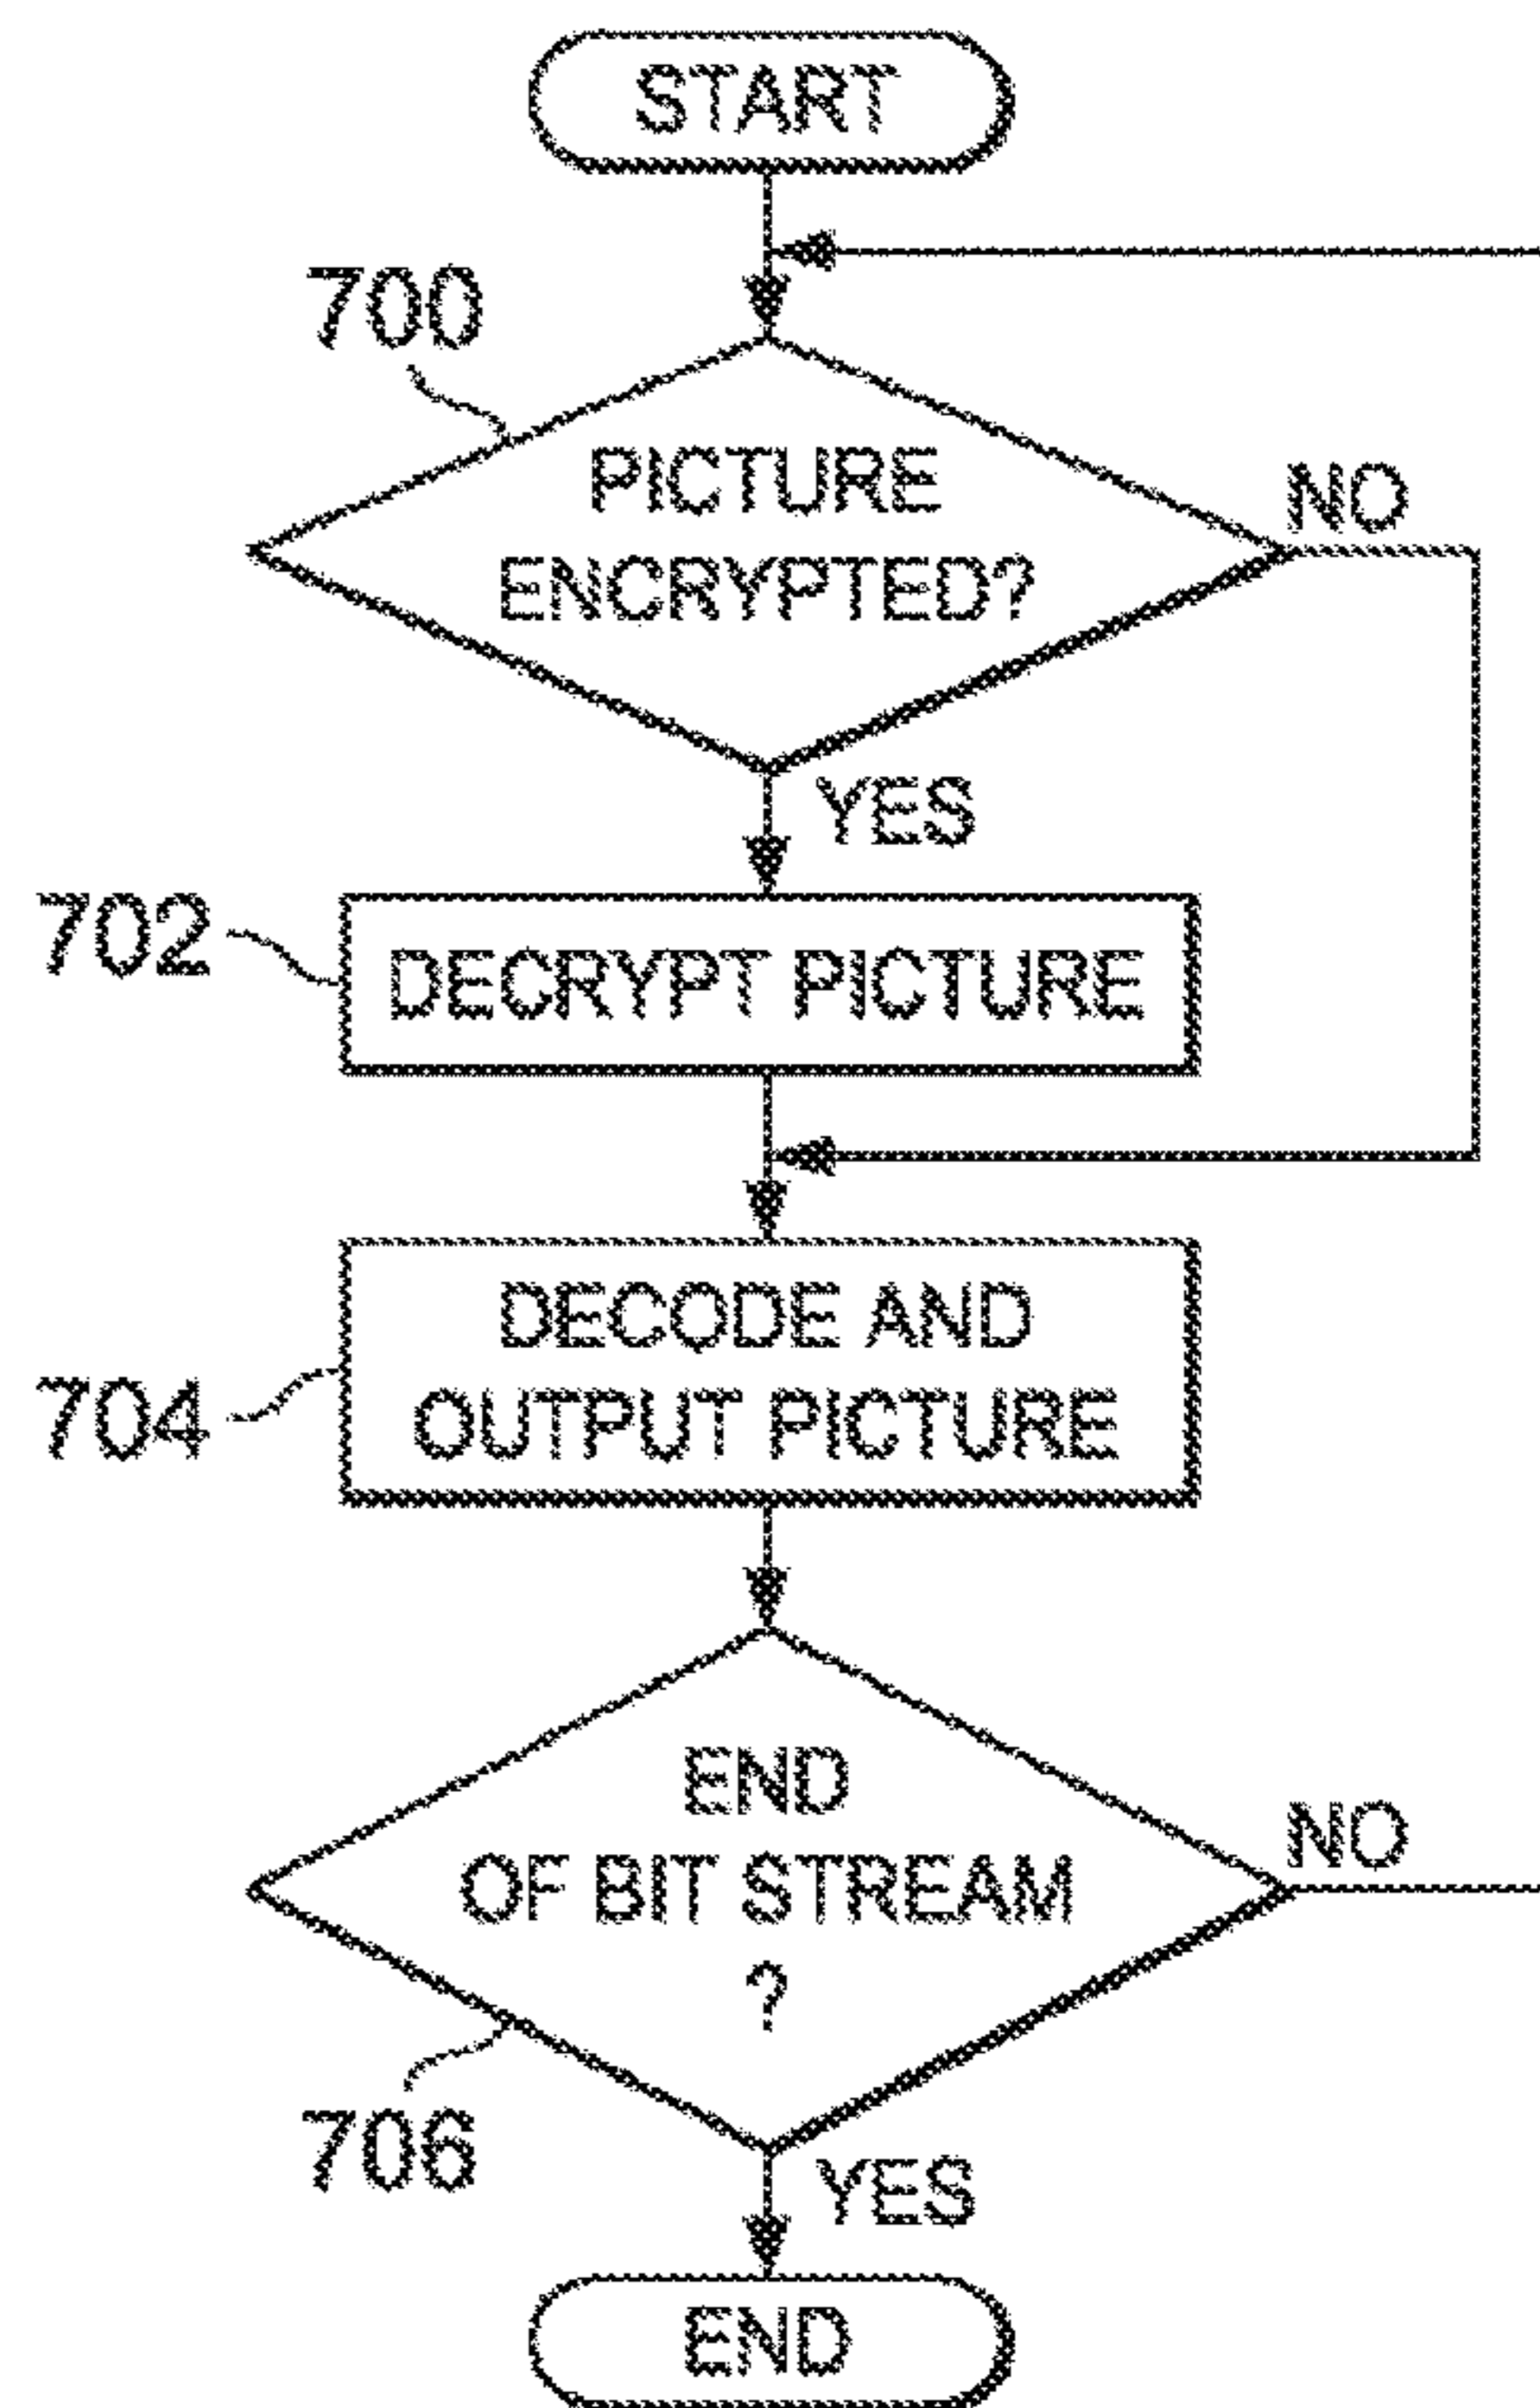 START
700
PICTURE
ENCRYPTED?
NO
YES
702
DECRYPT PICTURE
DECODE AND
704
OUTPUT PICTURE
END
OF BIT STREAM
?
NO
706
YES
END